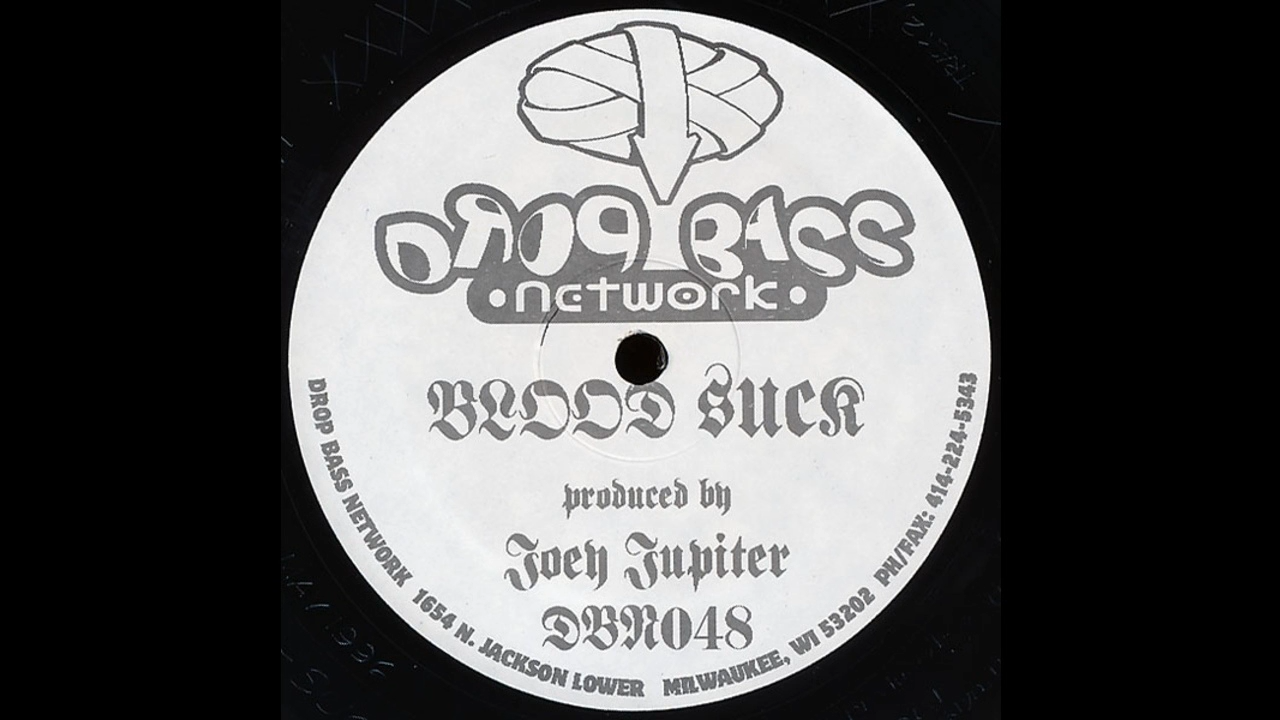 DROP BASS
•network•
BLOOD SUCK
produced by
Joey Jupiter
DBN048
DROP BASS NETWORK 1654 N. JACKSON LOWER MILWAUKEE, WI 53202 PH/FAX: 414-224-5343